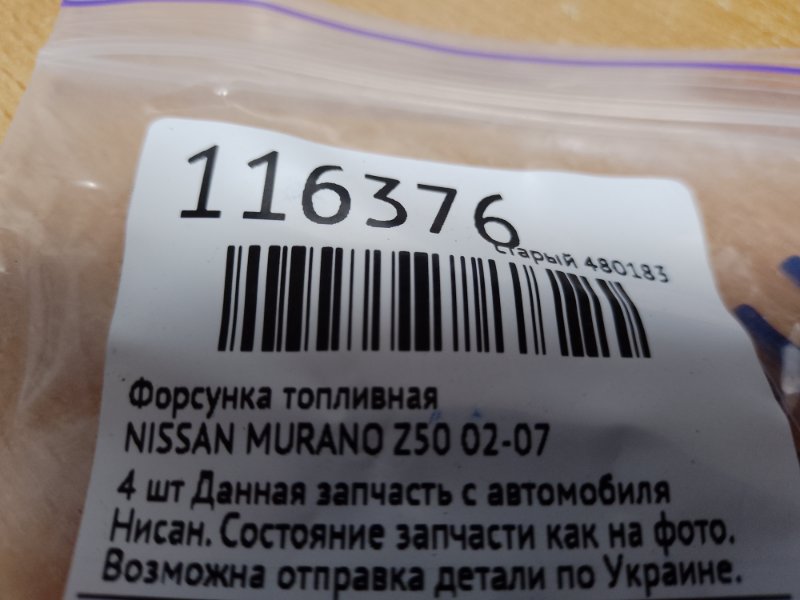 116376
старый 480183
Форсунка топливная
NISSAN MURANO Z50 02-07
4 шт Данная запчасть с автомобиля
Нисан. Состояние запчасти как на фото.
Возможна отправка детали по Украине.